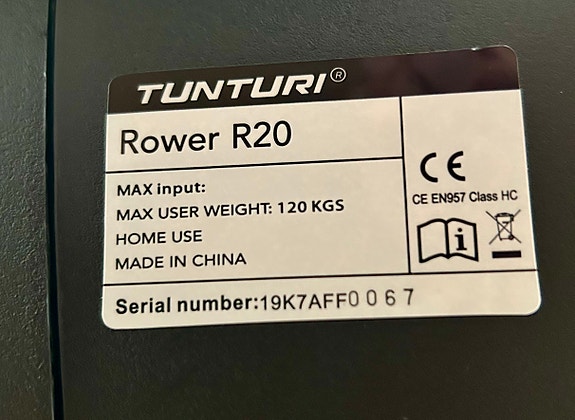 TUNTURI®
Rower R20
MAX input:
MAX USER WEIGHT: 120 KGS
HOME USE
MADE IN CHINA
CE
CE EN957 Class HC
i
Serial number:19K7AFF0067